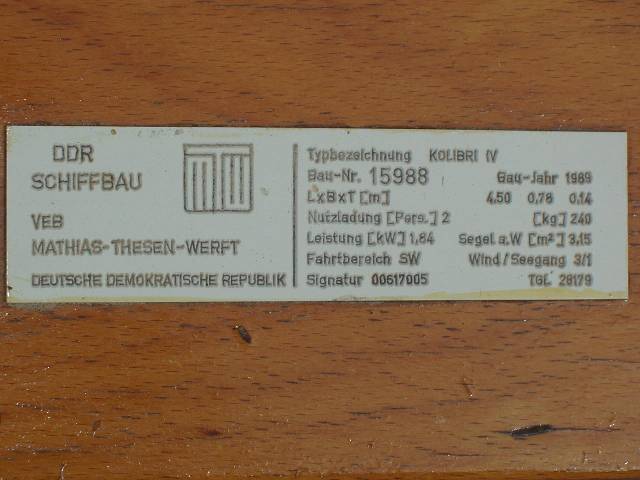 DDR
SCHIFFBAU
VEB
MATHIAS-THESEN-WERFT
DEUTSCHE DEMOKRATISCHE REPUBLIK
Typbezeichnung KOLIBRI IV
Bau-Nr. 15988 Bau-Jahr 1989
LxBxT [m] 4,50 0,78 0,14
Nutzladung [Pers.] 2 [kg] 240
Leistung [kW] 1,84 Segel a.W [m²] 3,15
Fahrtbereich SW Wind/Seegang 3/1
Signatur 00617005 TGL 28179